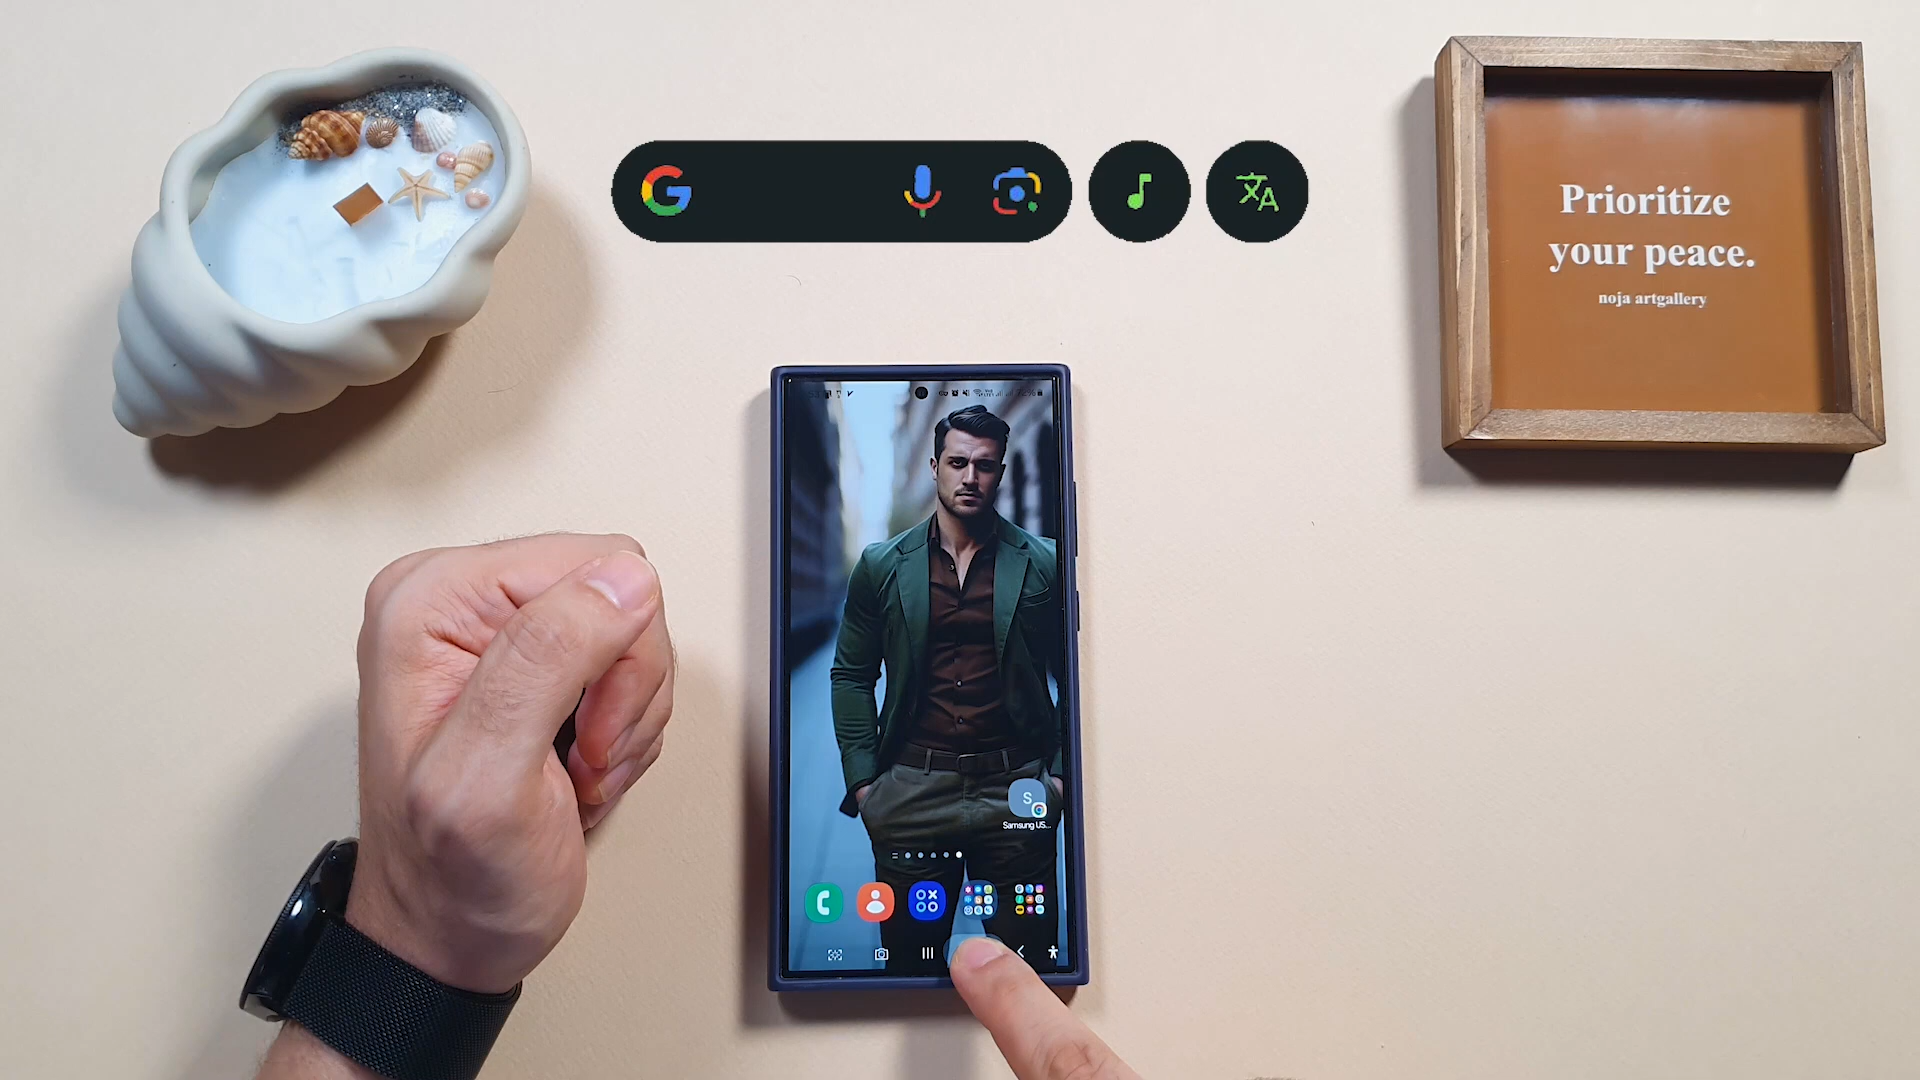 Prioritize
your peace.
noja artgallery
S
Samsung US...